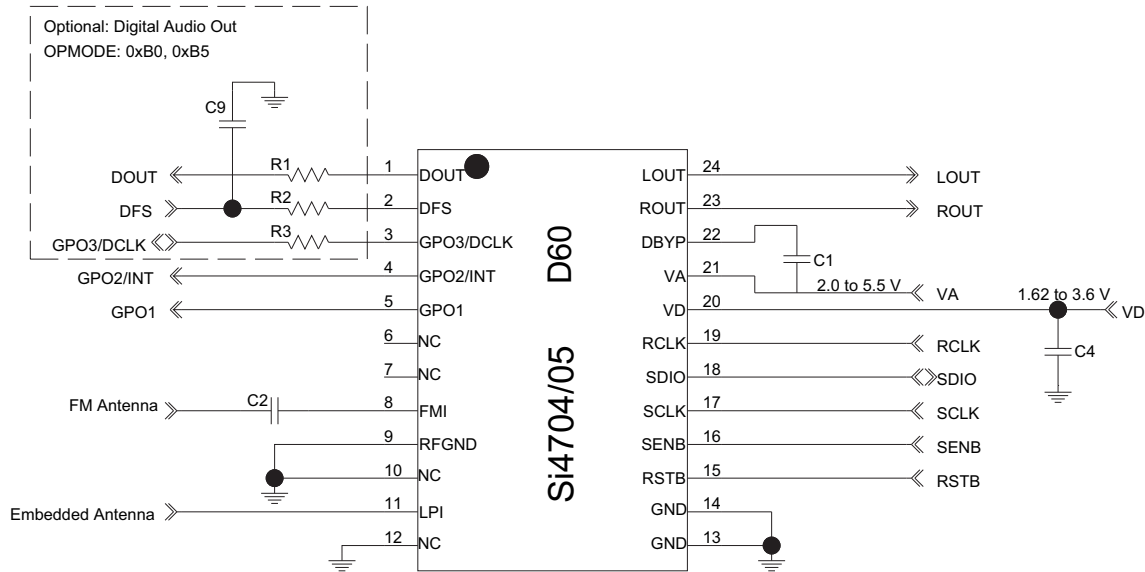 Optional: Digital Audio Out
OPMODE: 0xB0, 0xB5
C9
DOUT
R1
1
DOUT
DFS
R2
2
DFS
GPO3/DCLK
R3
3
GPO3/DCLK
GPO2/INT
4
GPO2/INT
GPO1
5
GPO1
6
NC
7
NC
FM Antenna
C2
8
FMI
9
RFGND
10
NC
Embedded Antenna
11
LPI
12
NC
Si4704/05
D60
LOUT
24
LOUT
ROUT
23
ROUT
DBYP
22
C1
VA
21
2.0 to 5.5 V
VA
VD
20
1.62 to 3.6 V
VD
C4
RCLK
19
RCLK
SDIO
18
SDIO
SCLK
17
SCLK
SENB
16
SENB
RSTB
15
RSTB
GND
14
GND
13